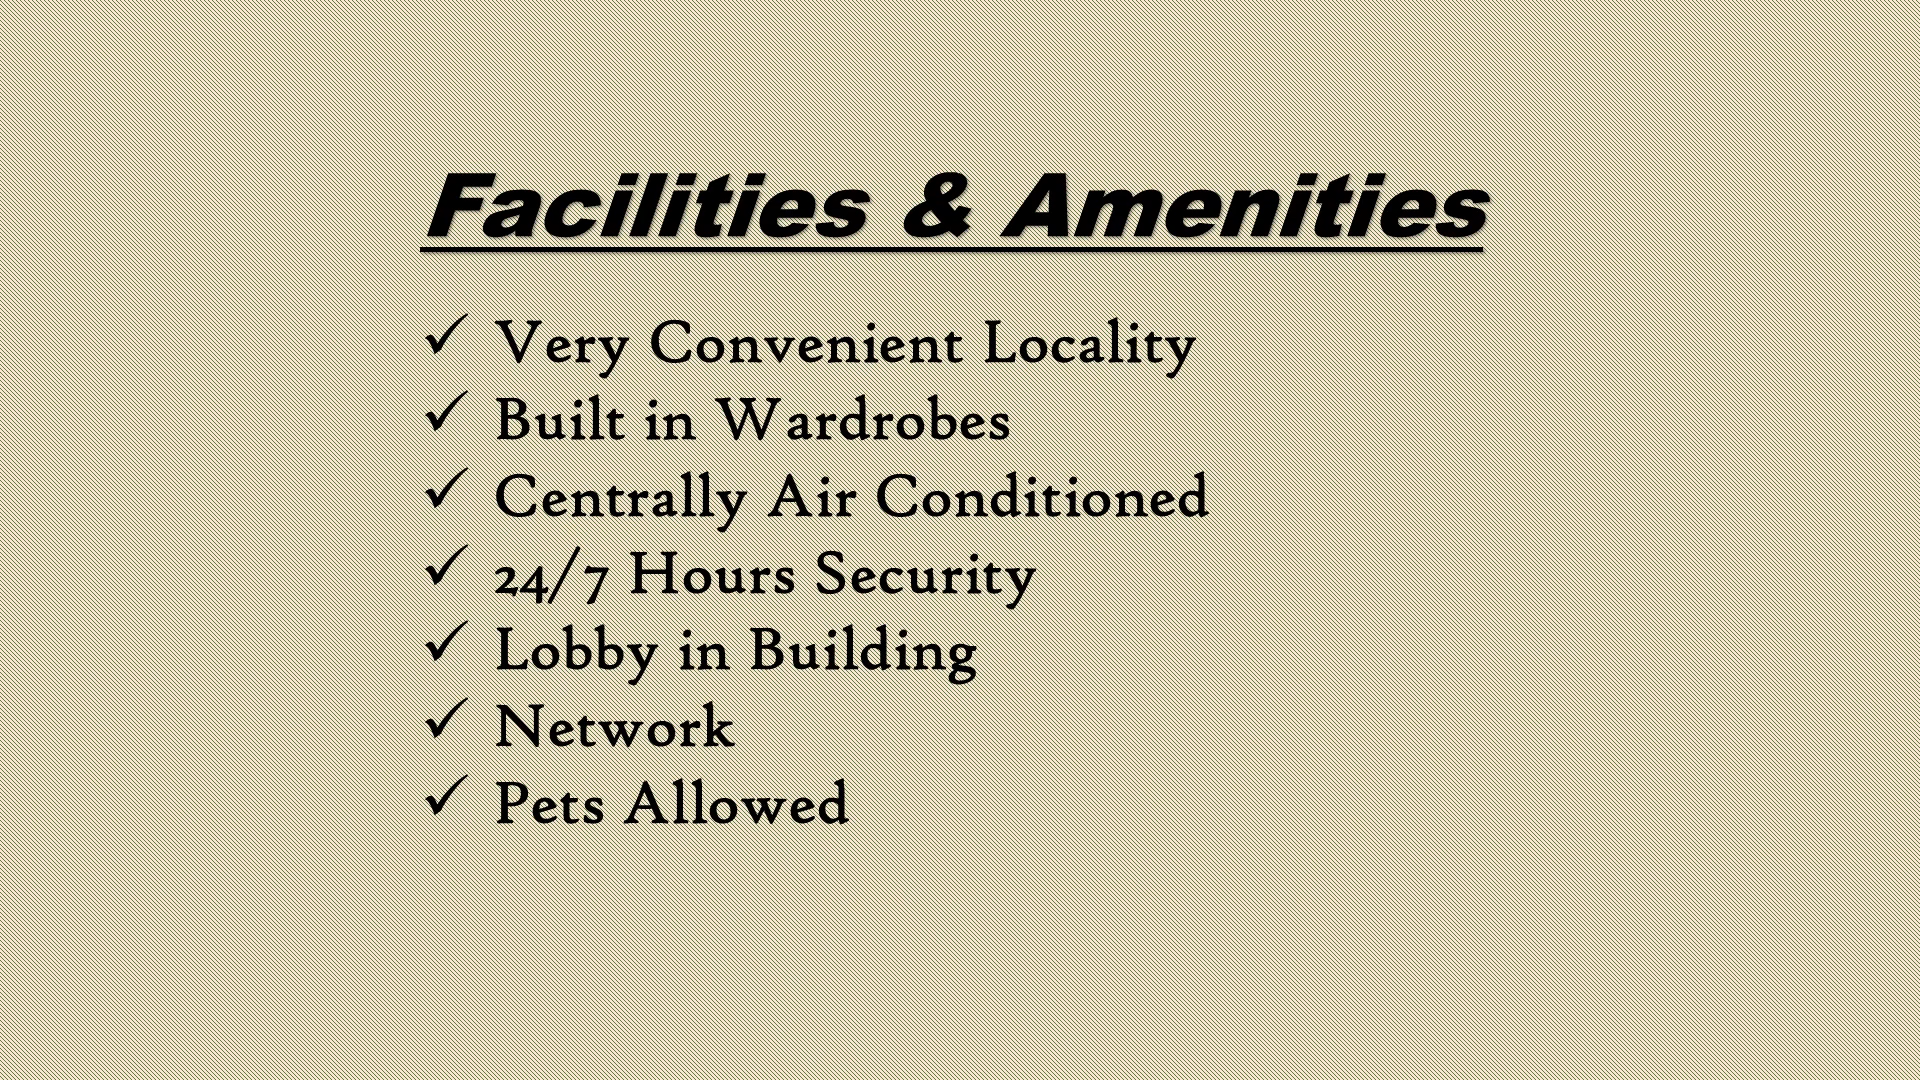 Facilities & Amenities
✓ Very Convenient Locality
✓ Built in Wardrobes
✓ Centrally Air Conditioned
✓ 24/7 Hours Security
✓ Lobby in Building
✓ Network
✓ Pets Allowed